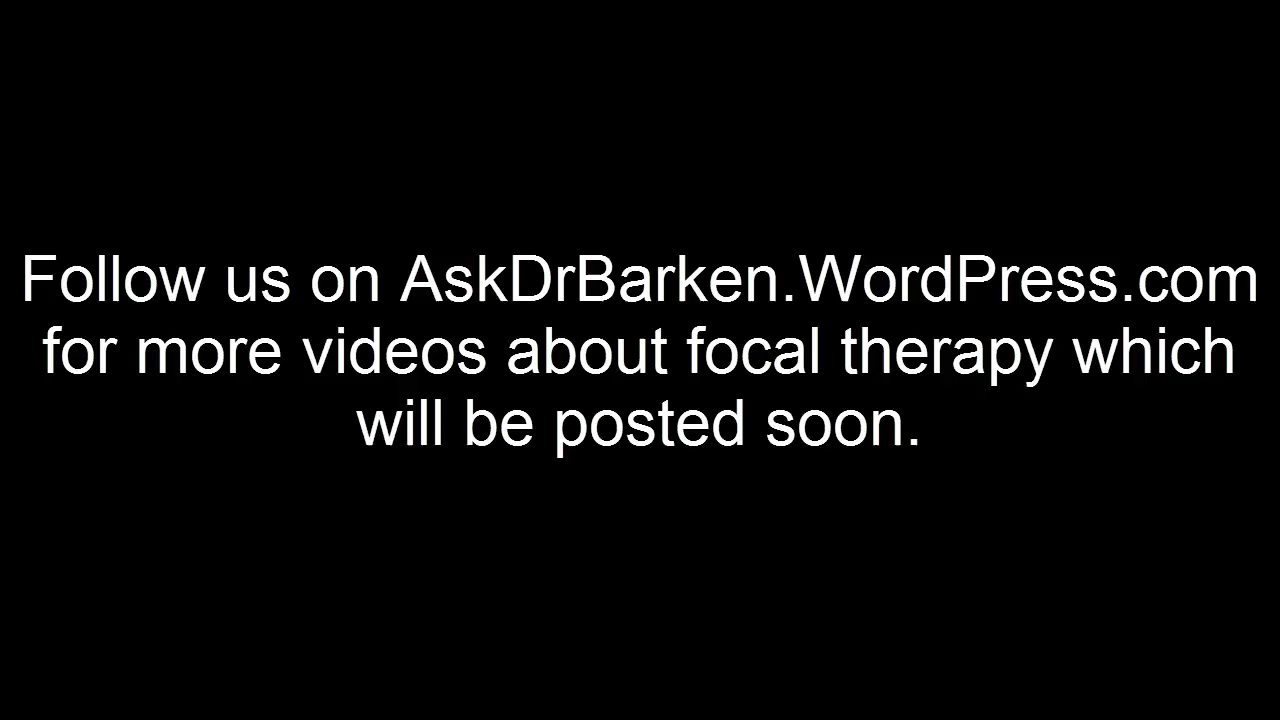 Follow us on AskDrBarken.WordPress.com
for more videos about focal therapy which
will be posted soon.